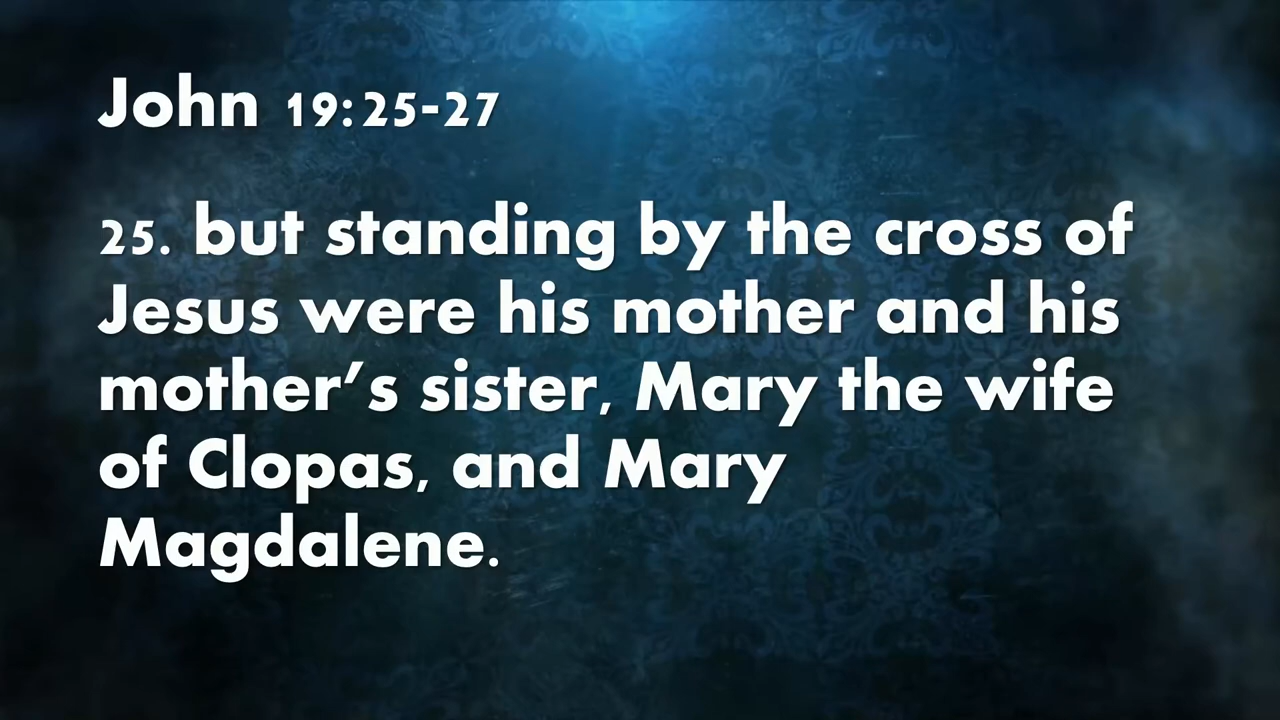 John 19:25-27
25. but standing by the cross of
Jesus were his mother and his
mother’s sister, Mary the wife
of Clopas, and Mary
Magdalene.